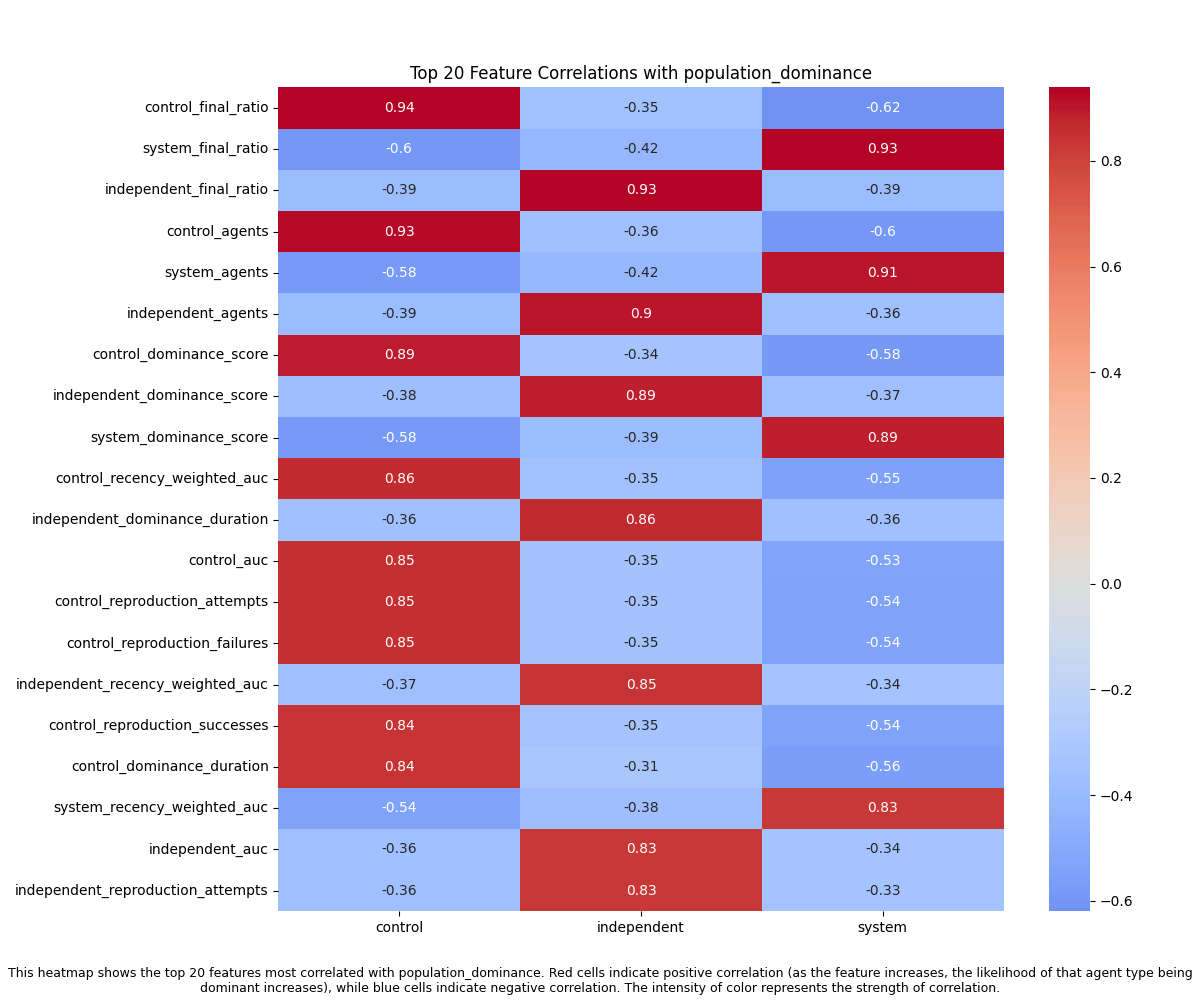 Top 20 Feature Correlations with population_dominance
control_final_ratio 0.94 -0.35 -0.62
system_final_ratio -0.6 -0.42 0.93
independent_final_ratio -0.39 0.93 -0.39
control_agents 0.93 -0.36 -0.6
system_agents -0.58 -0.42 0.91
independent_agents -0.39 0.9 -0.36
control_dominance_score 0.89 -0.34 -0.58
independent_dominance_score -0.38 0.89 -0.37
system_dominance_score -0.58 -0.39 0.89
control_recency_weighted_auc 0.86 -0.35 -0.55
independent_dominance_duration -0.36 0.86 -0.36
control_auc 0.85 -0.35 -0.53
control_reproduction_attempts 0.85 -0.35 -0.54
control_reproduction_failures 0.85 -0.35 -0.54
independent_recency_weighted_auc -0.37 0.85 -0.34
control_reproduction_successes 0.84 -0.35 -0.54
control_dominance_duration 0.84 -0.31 -0.56
system_recency_weighted_auc -0.54 -0.38 0.83
independent_auc -0.36 0.83 -0.34
independent_reproduction_attempts -0.36 0.83 -0.33
control independent system
0.8
0.6
0.4
0.2
0.0
−0.2
−0.4
−0.6
This heatmap shows the top 20 features most correlated with population_dominance. Red cells indicate positive correlation (as the feature increases, the likelihood of that agent type being
dominant increases), while blue cells indicate negative correlation. The intensity of color represents the strength of correlation.